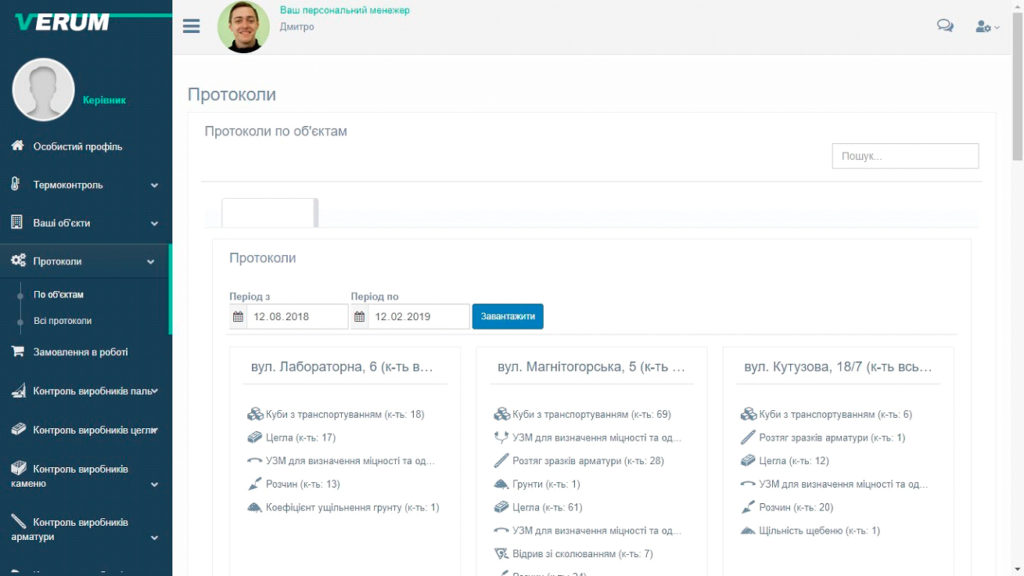 VERUM
Керівник
Особистий профіль
Термоконтроль
Ваші об'єкти
Протоколи
По об'єктам
Всі протоколи
Замовлення в роботі
Контроль виробників паль
Контроль виробників цегли
Контроль виробників
каменю
Контроль виробників
арматури
Ваш персональний менежер
Дмитро
Протоколи
Протоколи по об'єктам
Пошук...
Протоколи
Період з
Період по
12.08.2018
12.02.2019
Завантажити
вул. Лабораторна, 6 (к-ть в...
Куби з транспортуванням (к-ть: 18)
Цегла (к-ть: 17)
УЗМ для визначення міцності та од...
Розчин (к-ть: 13)
Коефіцієнт ущільнення грунту (к-ть: 1)
вул. Магнітогорська, 5 (к-ть ...
Куби з транспортуванням (к-ть: 69)
УЗМ для визначення міцності та од...
Розтяг зразків арматури (к-ть: 28)
Грунти (к-ть: 1)
Цегла (к-ть: 61)
УЗМ для визначення міцності та од...
Відрив зі сколюванням (к-ть: 7)
вул. Кутузова, 18/7 (к-ть всь...
Куби з транспортуванням (к-ть: 6)
Розтяг зразків арматури (к-ть: 1)
Цегла (к-ть: 12)
УЗМ для визначення міцності та од...
Розчин (к-ть: 20)
Щільність щебеню (к-ть: 1)